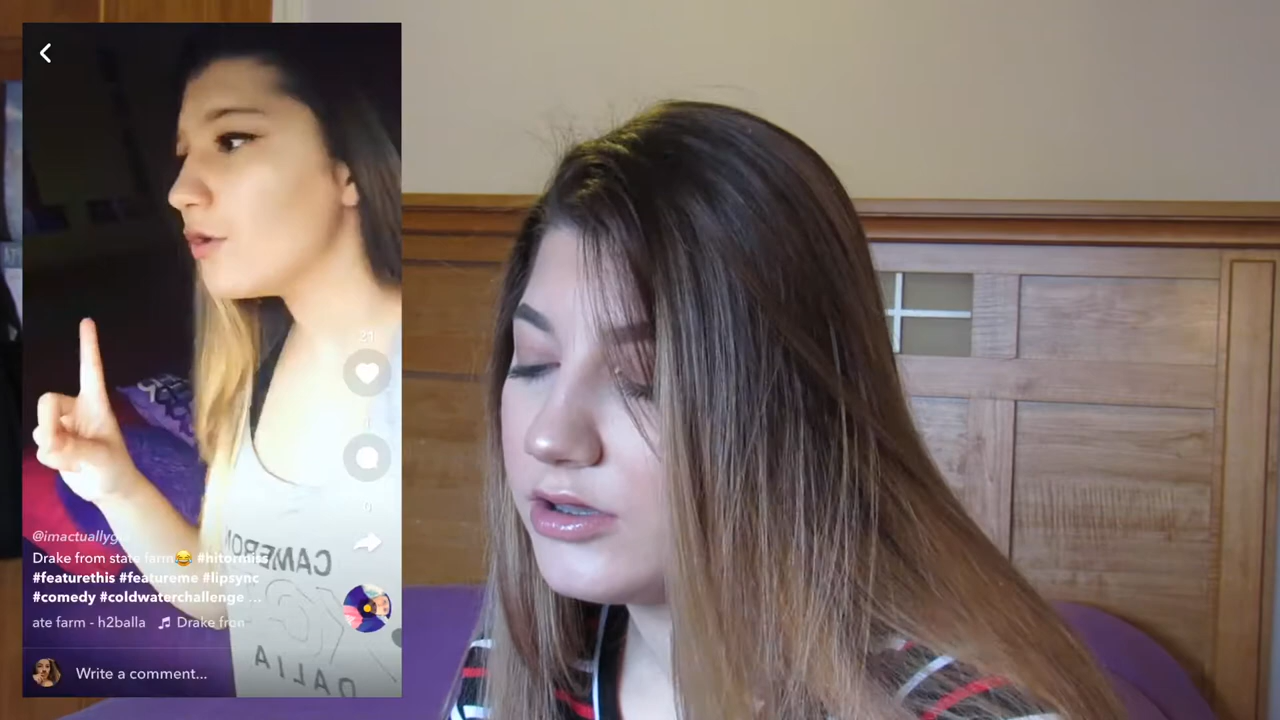 21
@imactuallyg
Drake from state farm😂 #hitormiss
#featurethis #featureme #lipsync
#comedy #coldwaterchallenge ...
ate farm - h2balla 🎵 Drake fron
Write a comment...
CAMERON
DALIA